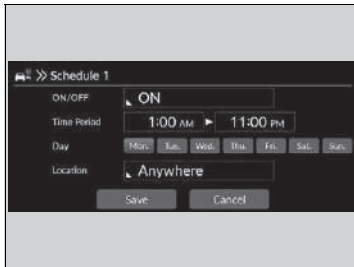 Schedule 1
ON/OFF ON
Time Period 1:00 AM 11:00 PM
Day Mon. Tue. Wed. Thu. Fri. Sat. Sun.
Location Anywhere
Save Cancel